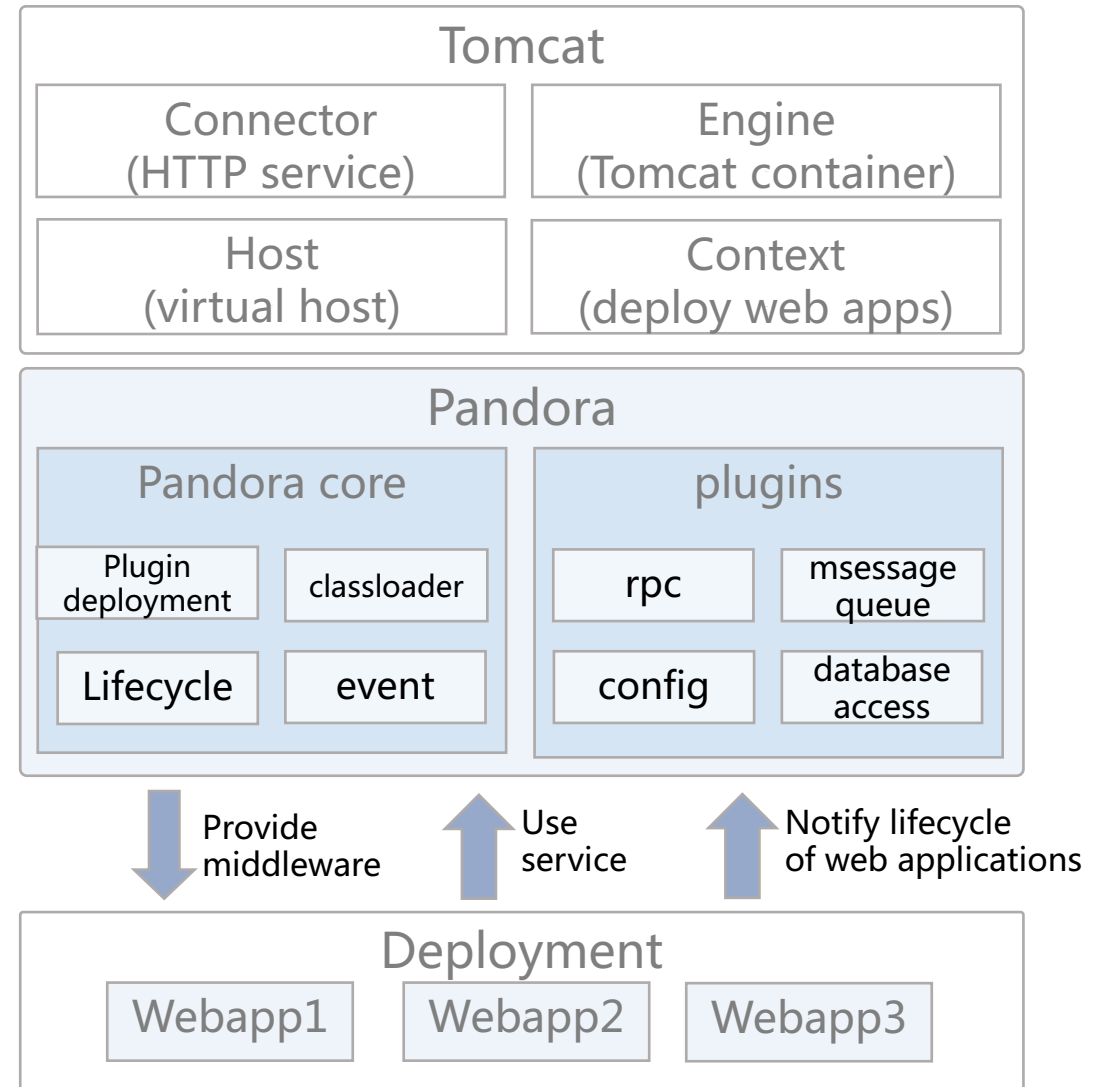 Tomcat
Connector
(HTTP service)
Engine
(Tomcat container)
Host
(virtual host)
Context
(deploy web apps)
Pandora
Pandora core
Plugin
deployment
classloader
Lifecycle
event
plugins
rpc
msessage
queue
config
database
access
Provide
middleware
Use
service
Notify lifecycle
of web applications
Deployment
Webapp1
Webapp2
Webapp3